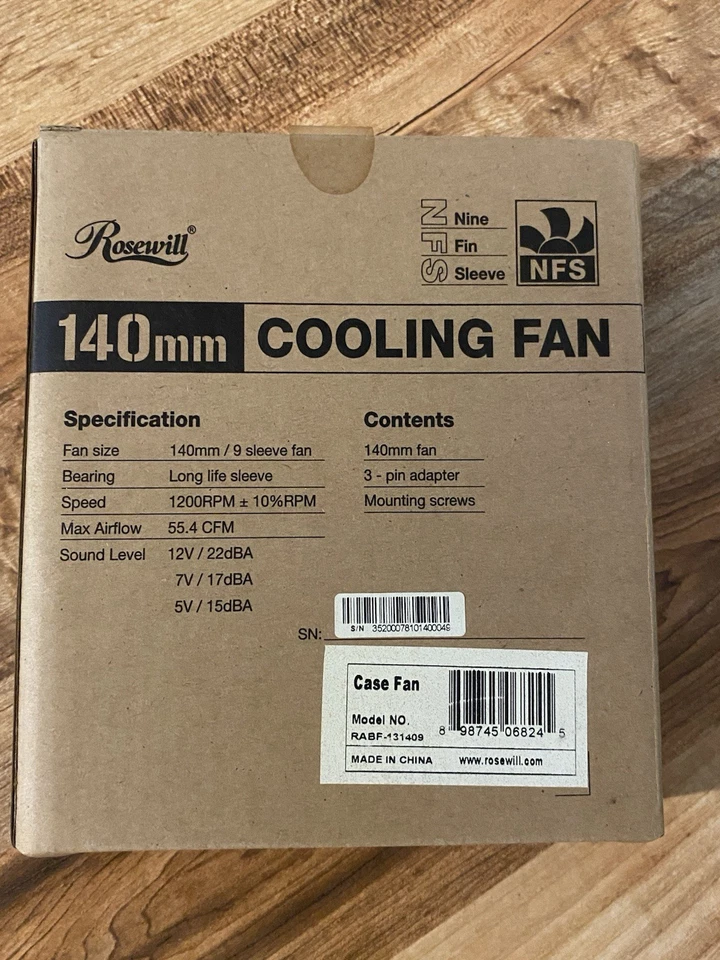 Rosewill®
NFS
Nine
Fin
Sleeve
NFS
140mm COOLING FAN
Specification
Fan size 140mm / 9 sleeve fan
Bearing Long life sleeve
Speed 1200RPM ± 10%RPM
Max Airflow 55.4 CFM
Sound Level 12V / 22dBA
7V / 17dBA
5V / 15dBA
Contents
140mm fan
3 - pin adapter
Mounting screws
S/N 35200078101400049
SN:
Case Fan
Model NO.
RABF-131409
8 98745 06824 5
MADE IN CHINA www.rosewill.com